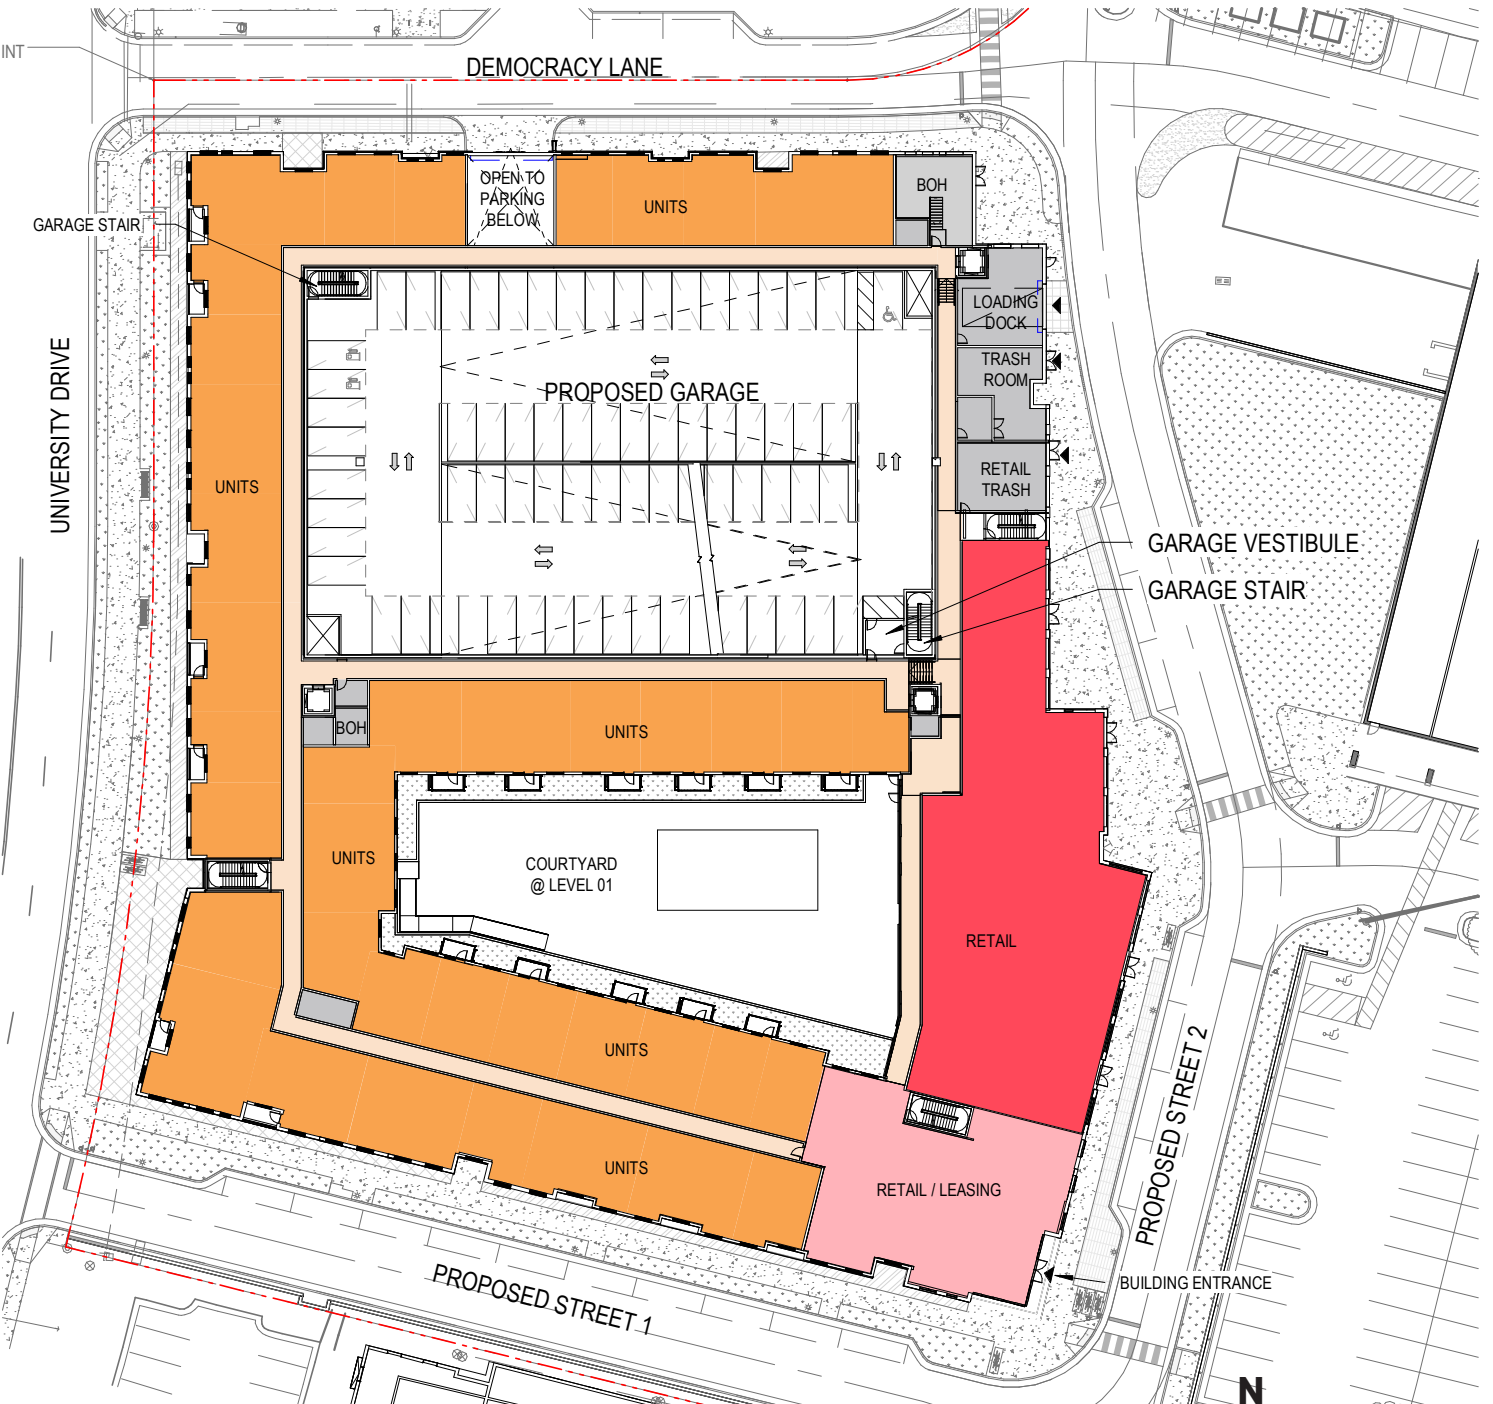 INT
DEMOCRACY LANE
OPEN TO
PARKING
BELOW
UNITS
BOH
GARAGE STAIR
LOADING
DOCK
TRASH
ROOM
PROPOSED GARAGE
UNIVERSITY DRIVE
UNITS
RETAIL
TRASH
GARAGE VESTIBULE
GARAGE STAIR
BOH
UNITS
UNITS
COURTYARD
@ LEVEL 01
RETAIL
UNITS
UNITS
RETAIL / LEASING
PROPOSED STREET 2
BUILDING ENTRANCE
PROPOSED STREET 1
N